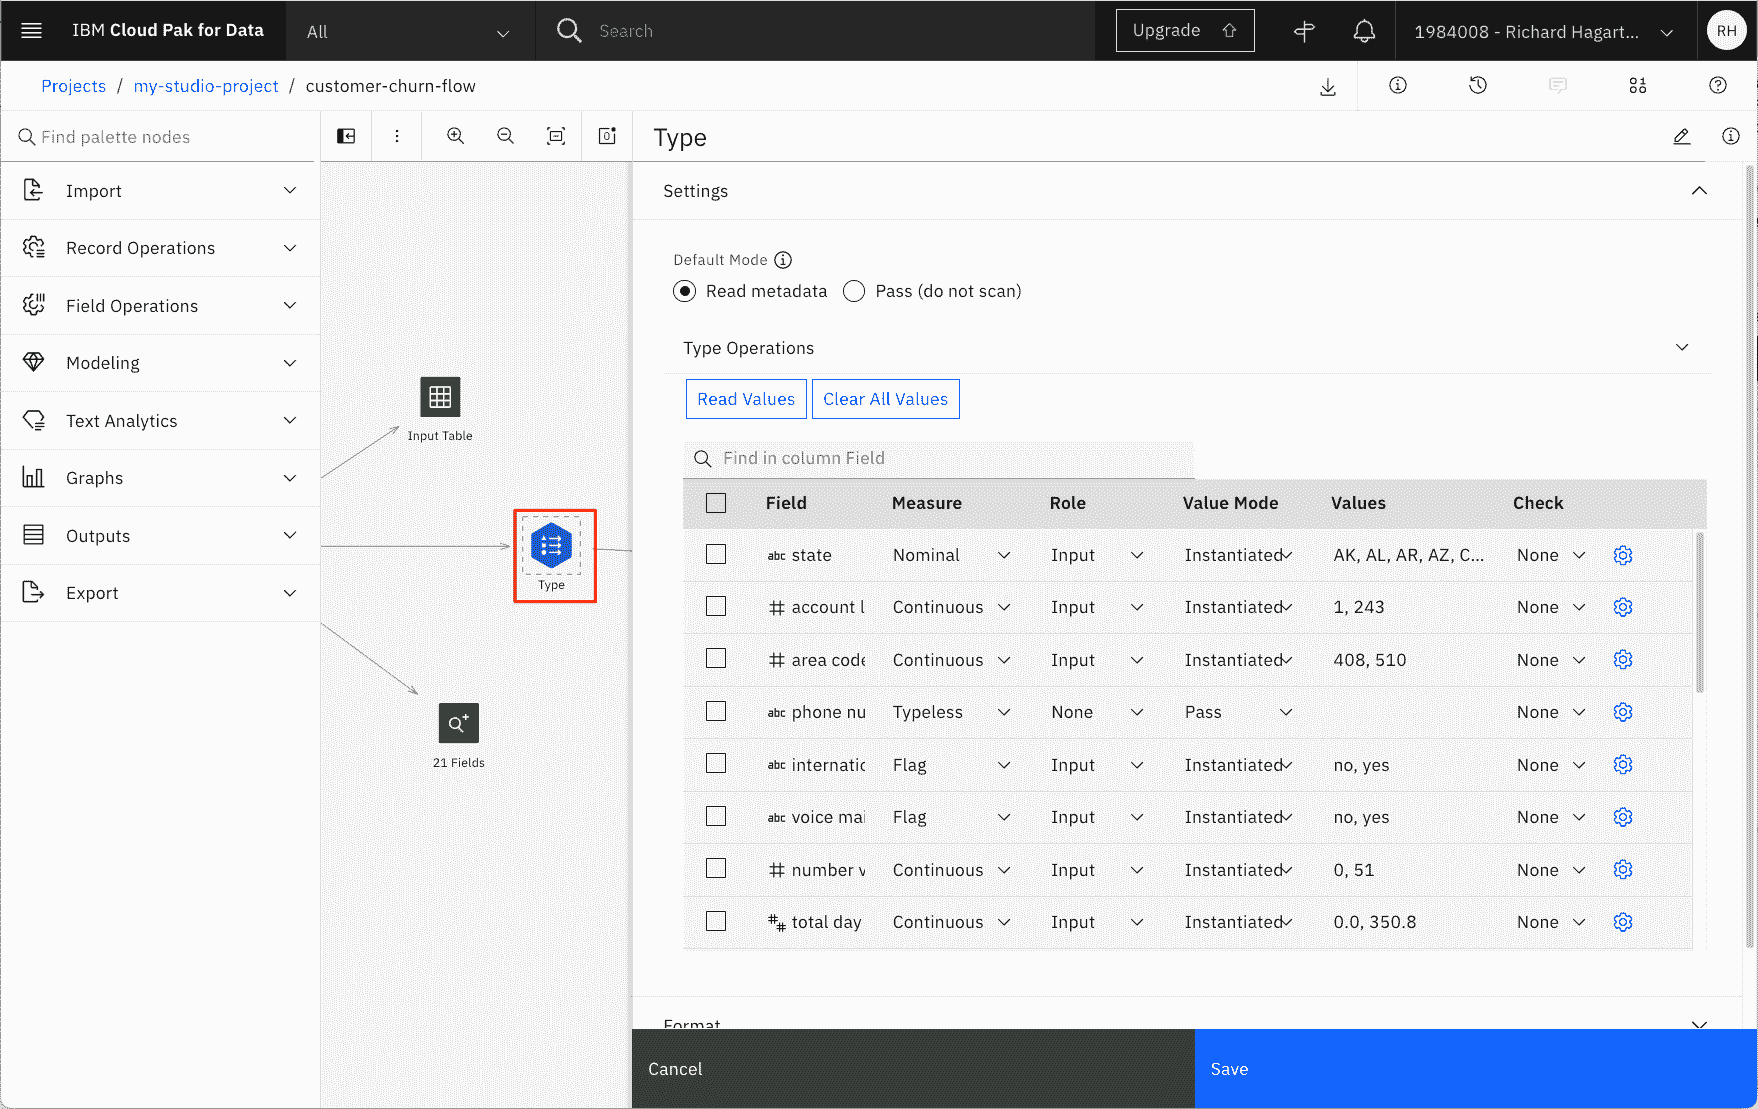 IBM Cloud Pak for Data
All
Search
Upgrade
1984008 - Richard Hagart...
RH
Projects / my-studio-project / customer-churn-flow
Find palette nodes
Import
Record Operations
Field Operations
Modeling
Text Analytics
Graphs
Outputs
Export
Input Table
Type
21 Fields
Type
Settings
Default Mode
Read metadata Pass (do not scan)
Type Operations
Read Values Clear All Values
Find in column Field
Field Measure Role Value Mode Values Check
abc state Nominal Input Instantiated AK, AL, AR, AZ, C... None
# account l Continuous Input Instantiated 1, 243 None
# area code Continuous Input Instantiated 408, 510 None
abc phone nu Typeless None Pass None
abc internatic Flag Input Instantiated no, yes None
abc voice mai Flag Input Instantiated no, yes None
# number v Continuous Input Instantiated 0, 51 None
## total day Continuous Input Instantiated 0.0, 350.8 None
Format
Cancel
Save